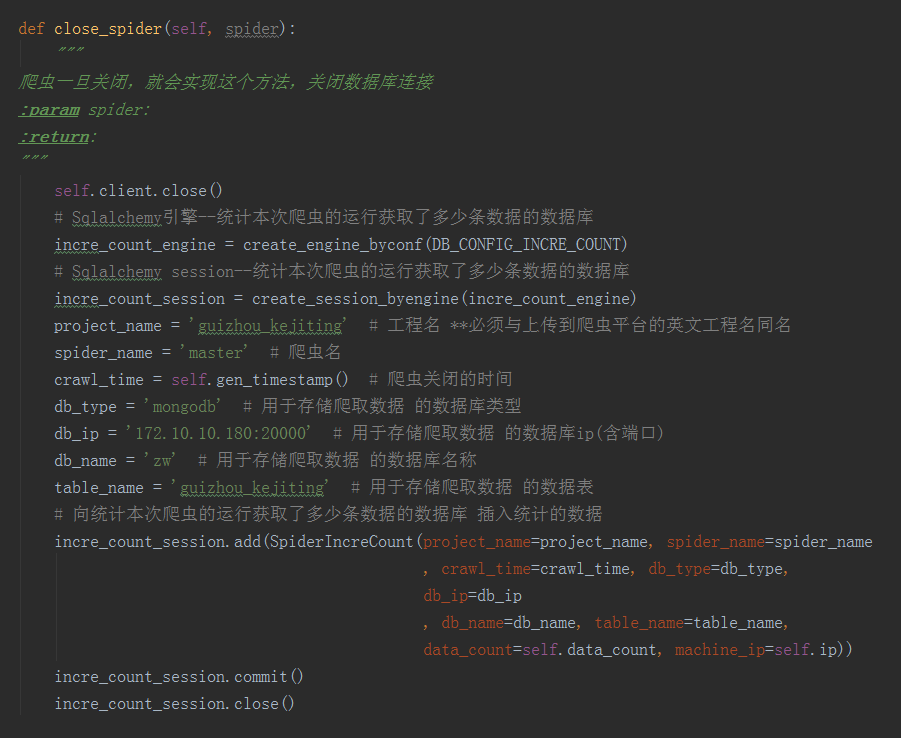 def close_spider(self, spider):
    """
爬虫一旦关闭，就会实现这个方法，关闭数据库连接
:param spider:
:return:
"""
    self.client.close()
    # Sqlalchemy引擎--统计本次爬虫的运行获取了多少条数据的数据库
    incre_count_engine = create_engine_byconf(DB_CONFIG_INCRE_COUNT)
    # Sqlalchemy session--统计本次爬虫的运行获取了多少条数据的数据库
    incre_count_session = create_session_byengine(incre_count_engine)
    project_name = 'guizhou_kejiting'  # 工程名 **必须与上传到爬虫平台的英文工程名同名
    spider_name = 'master'  # 爬虫名
    crawl_time = self.gen_timestamp()  # 爬虫关闭的时间
    db_type = 'mongodb'  # 用于存储爬取数据 的数据库类型
    db_ip = '172.10.10.180:20000'  # 用于存储爬取数据 的数据库ip(含端口)
    db_name = 'zw'  # 用于存储爬取数据 的数据库名称
    table_name = 'guizhou_kejiting'  # 用于存储爬取数据 的数据表
    # 向统计本次爬虫的运行获取了多少条数据的数据库 插入统计的数据
    incre_count_session.add(SpiderIncreCount(project_name=project_name, spider_name=spider_name
                                             , crawl_time=crawl_time, db_type=db_type,
                                             db_ip=db_ip
                                             , db_name=db_name, table_name=table_name,
                                             data_count=self.data_count, machine_ip=self.ip))
    incre_count_session.commit()
    incre_count_session.close()